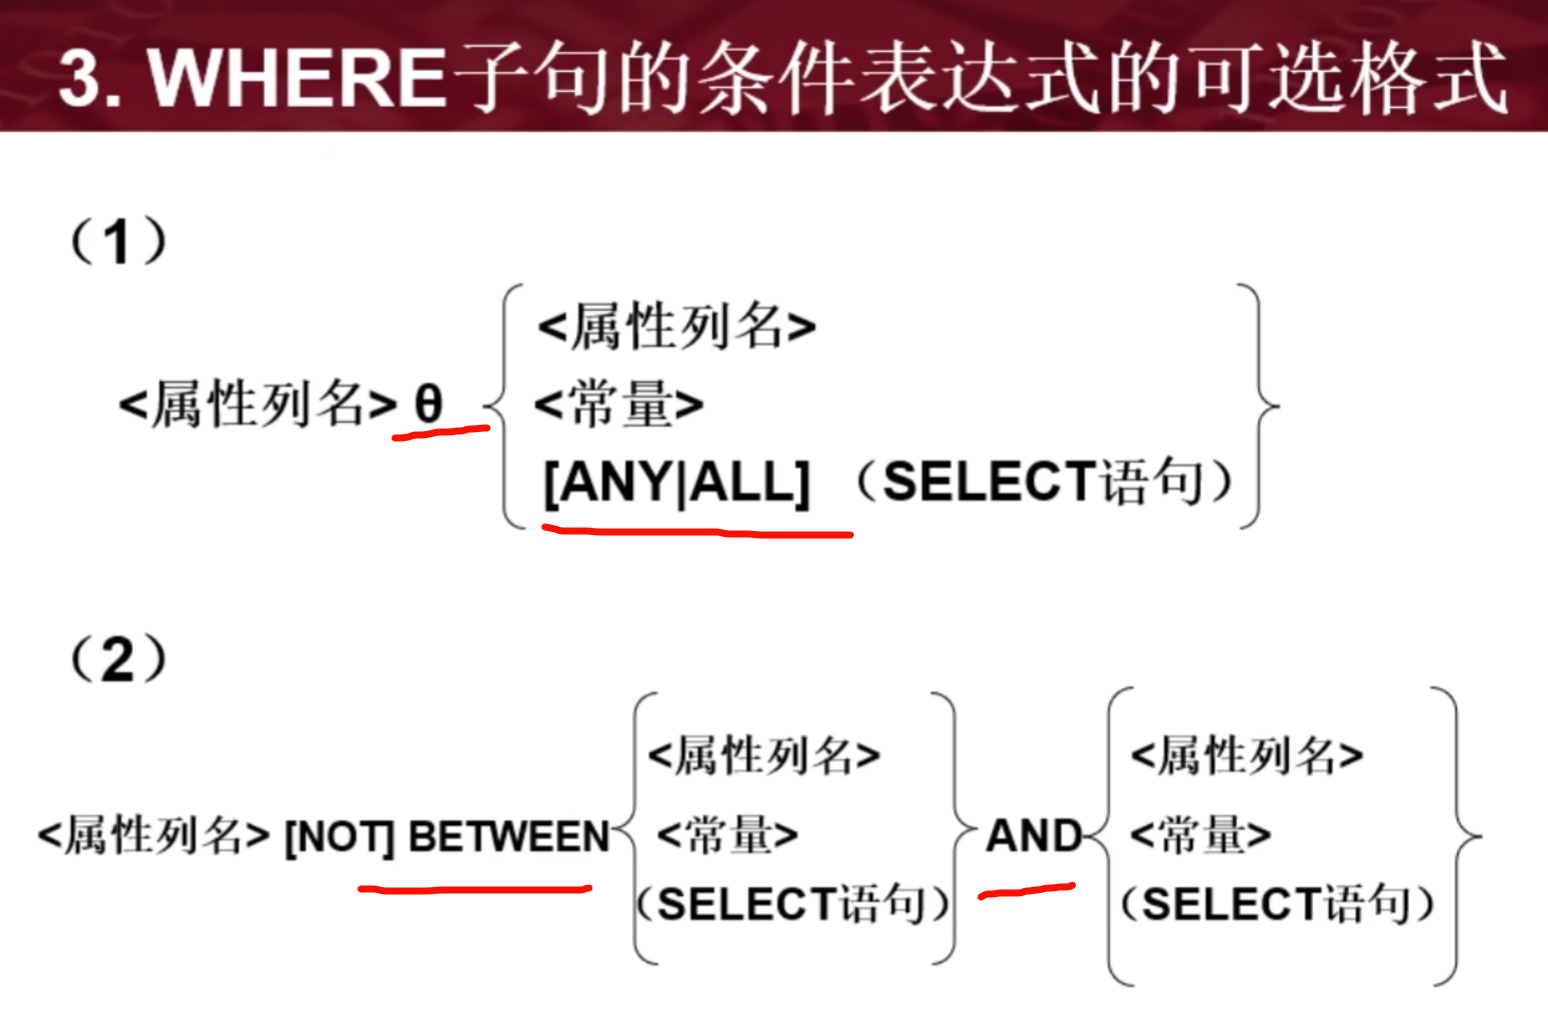 3. WHERE子句的条件表达式的可选格式
（1）
<属性列名>
<属性列名> θ <常量>
[ANY|ALL] （SELECT语句）
（2）
<属性列名> <属性列名>
<属性列名> [NOT] BETWEEN <常量> AND <常量>
（SELECT语句） （SELECT语句）